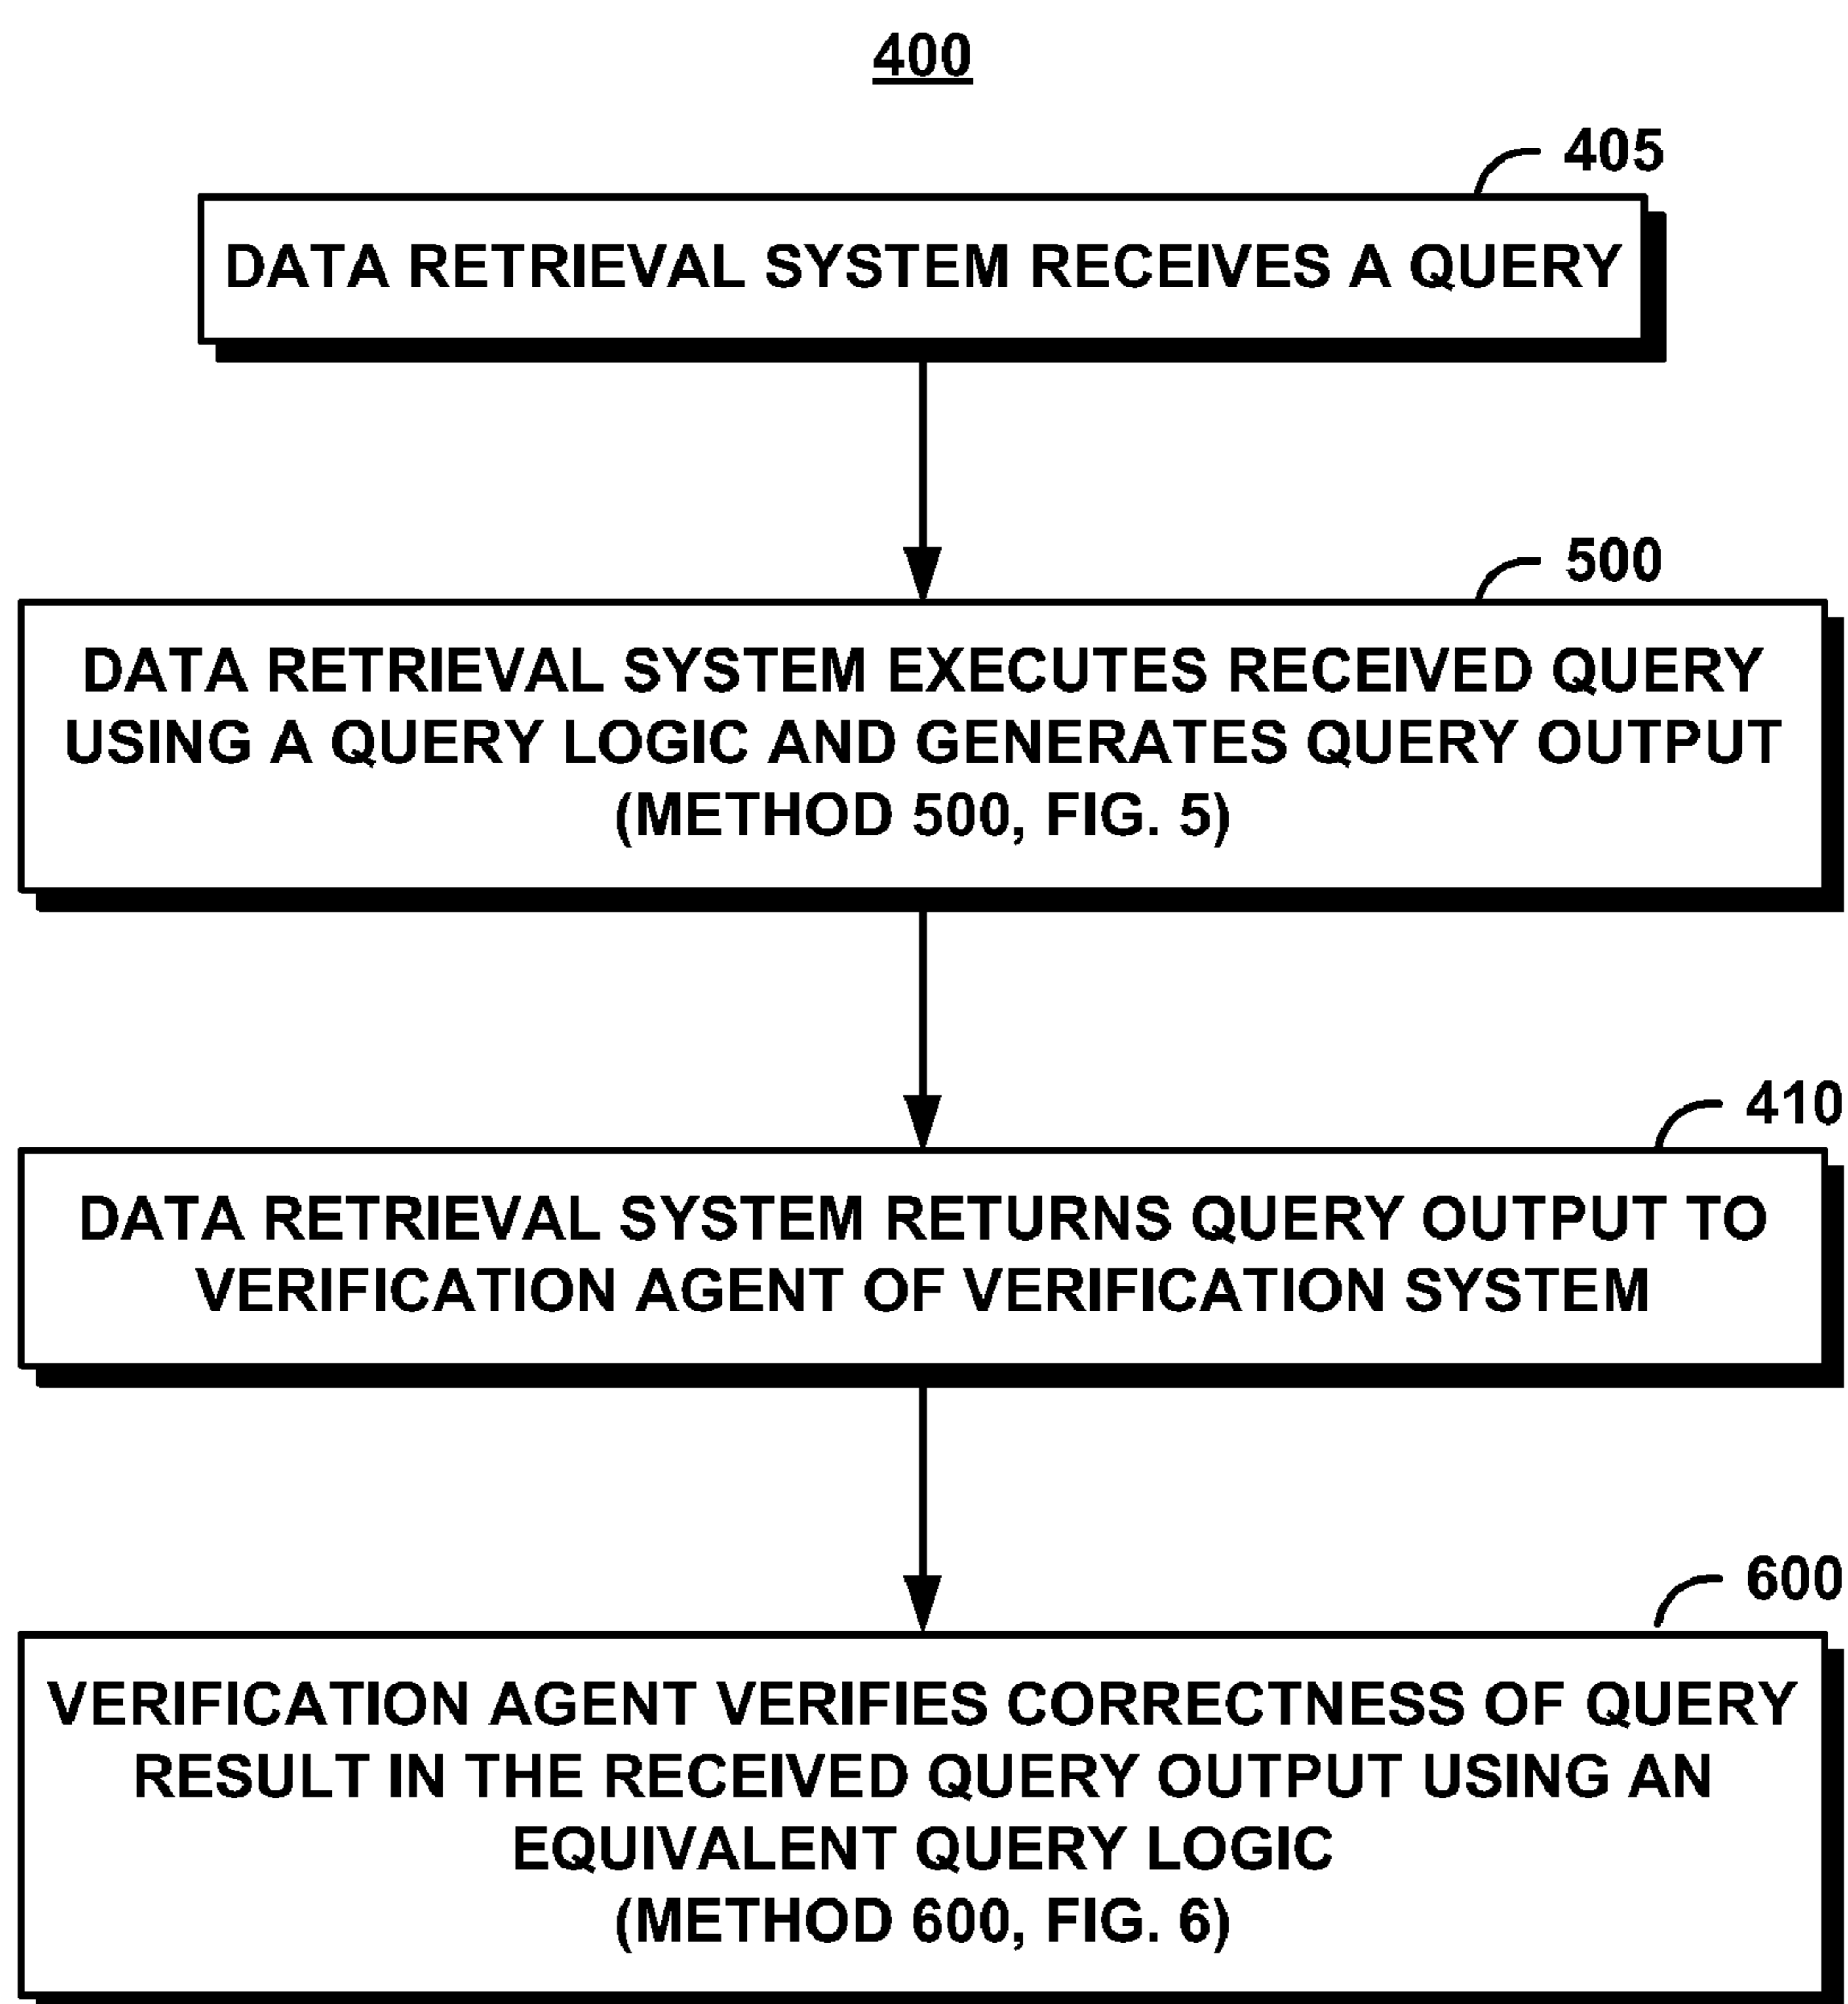 400
405
DATA RETRIEVAL SYSTEM RECEIVES A QUERY
500
DATA RETRIEVAL SYSTEM EXECUTES RECEIVED QUERY
USING A QUERY LOGIC AND GENERATES QUERY OUTPUT
(METHOD 500, FIG. 5)
410
DATA RETRIEVAL SYSTEM RETURNS QUERY OUTPUT TO
VERIFICATION AGENT OF VERIFICATION SYSTEM
600
VERIFICATION AGENT VERIFIES CORRECTNESS OF QUERY
RESULT IN THE RECEIVED QUERY OUTPUT USING AN
EQUIVALENT QUERY LOGIC
(METHOD 600, FIG. 6)